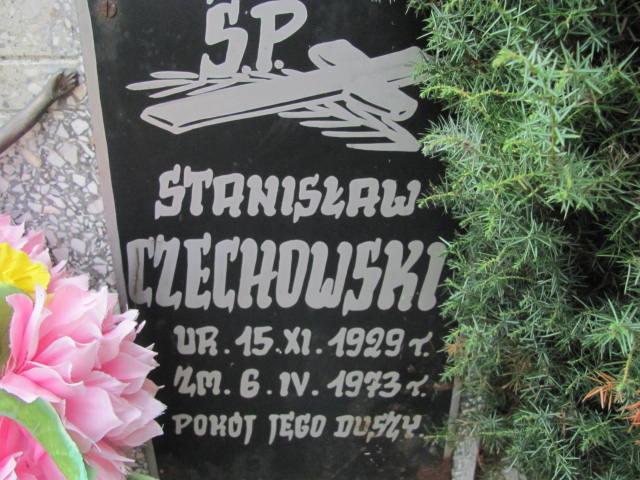 Ś.P.
STANISŁAW
CZECHOWSKI
UR. 15.XI. 1929 r.
ZM. 6. IV. 1973 r.
POKÓJ JEGO DUSZY